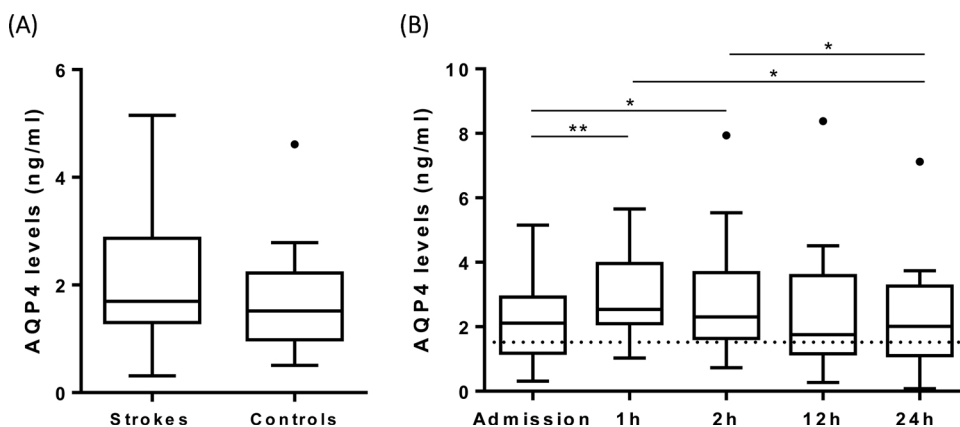 (A)
AQP4 levels (ng/ml)
6
4
2
0
Strokes Controls
(B)
AQP4 levels (ng/ml)
10
8
6
4
2
0
*
*
*
**
Admission 1h 2h 12h 24h